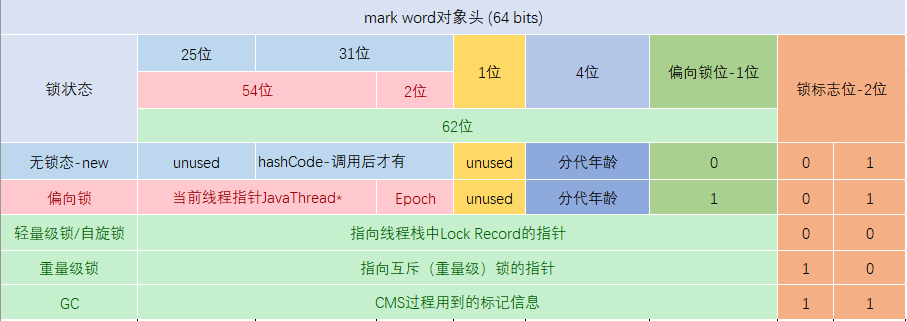 mark word对象头 (64 bits)
锁状态
25位
31位
1位
4位
偏向锁位-1位
锁标志位-2位
54位
2位
62位
无锁态-new
unused
hashCode-调用后才有
unused
分代年龄
0
0
1
偏向锁
当前线程指针JavaThread*
Epoch
unused
分代年龄
1
0
1
轻量级锁/自旋锁
指向线程栈中Lock Record的指针
0
0
重量级锁
指向互斥（重量级）锁的指针
1
0
GC
CMS过程用到的标记信息
1
1